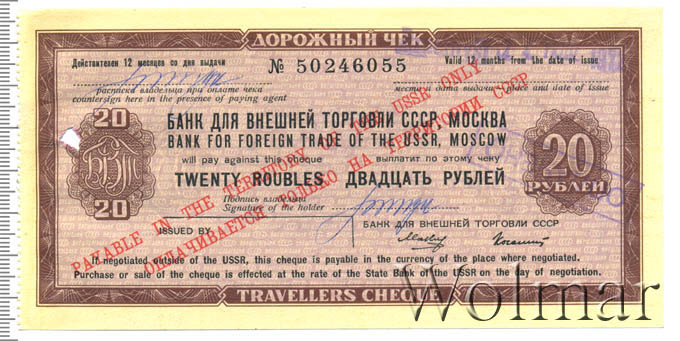 ДОРОЖНЫЙ ЧЕК
Действителен 12 месяцев со дня выдачи
Valid 12 months from the date of issue
№ 50246055
расписка владельца при оплате чека
место и дата выдачи place and date of issue
countersign here in the presence of paying agent
20
БВТ
20
БАНК ДЛЯ ВНЕШНЕЙ ТОРГОВЛИ СССР, МОСКВА
BANK FOR FOREIGN TRADE OF THE USSR, MOSCOW
will pay against this cheque выплатит по этому чеку
TWENTY ROUBLES ДВАДЦАТЬ РУБЛЕЙ
20
РУБЛЕЙ
Подпись владельца
Signature of the holder
PAYABLE IN THE TERRITORY OF THE USSR ONLY
ОПЛАЧИВАЕТСЯ ТОЛЬКО НА ТЕРРИТОРИИ СССР
ISSUED BY
БАНК ДЛЯ ВНЕШНЕЙ ТОРГОВЛИ СССР
If negotiated outside of the USSR, this cheque is payable in the currency of the place where negotiated.
Purchase or sale of the cheque is effected at the rate of the State Bank of the USSR on the day of negotiation.
TRAVELLERS CHEQUE
Wolmar